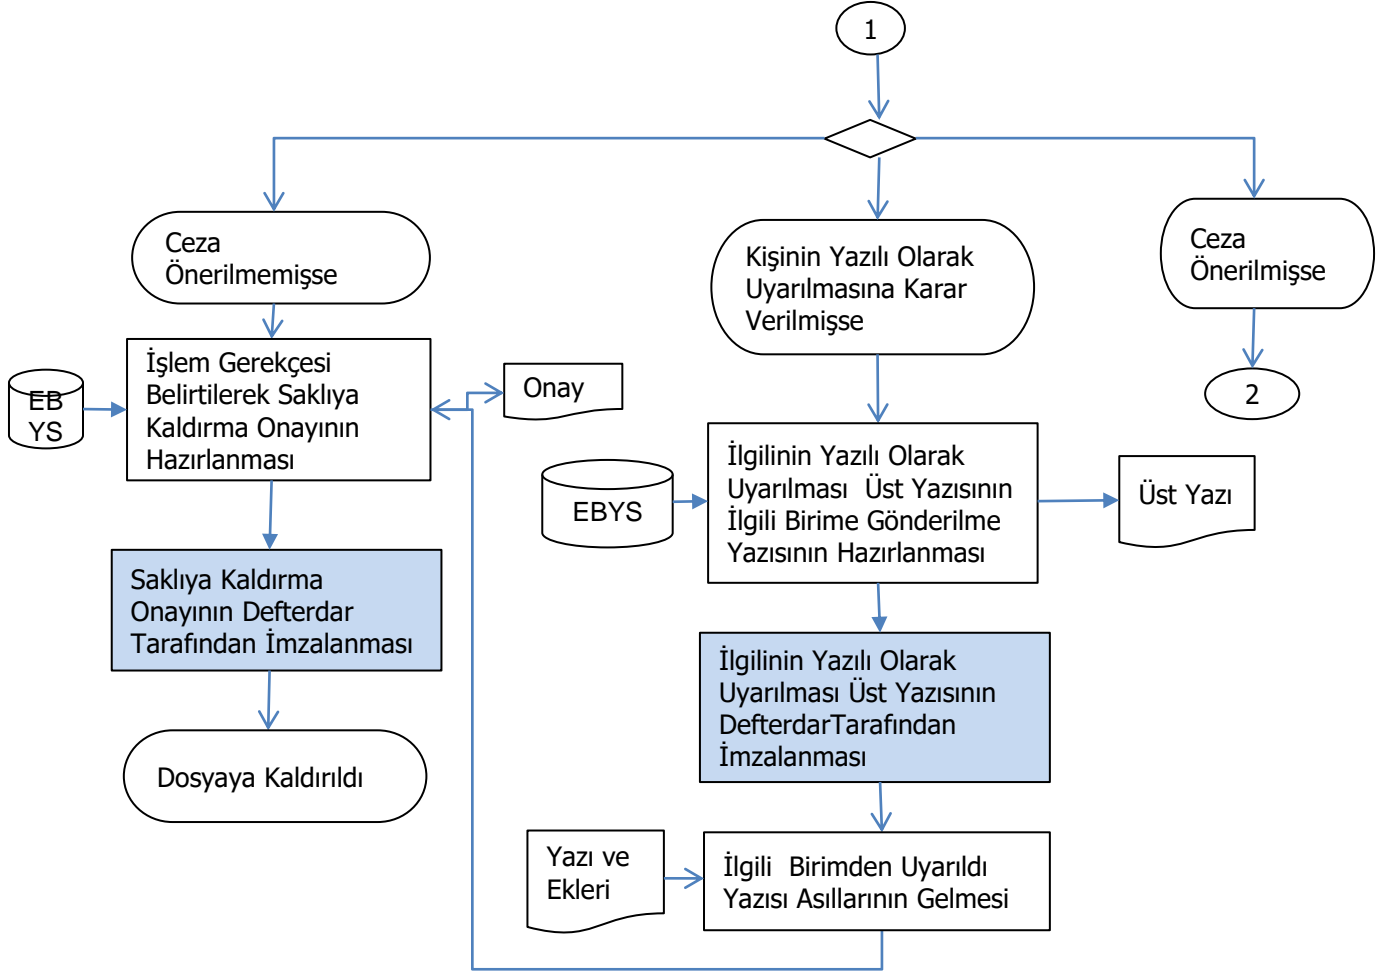 1
Ceza
Önerilmemişse
Kişinin Yazılı Olarak
Uyarılmasına Karar
Verilmişse
Ceza
Önerilmişse
EB
YS
İşlem Gerekçesi
Belirtilerek Saklıya
Kaldırma Onayının
Hazırlanması
Onay
2
EBYS
İlgilinin Yazılı Olarak
Uyarılması Üst Yazısının
İlgili Birime Gönderilme
Yazısının Hazırlanması
Üst Yazı
Saklıya Kaldırma
Onayının Defterdar
Tarafından İmzalanması
İlgilinin Yazılı Olarak
Uyarılması Üst Yazısının
DefterdarTarafından
İmzalanması
Dosyaya Kaldırıldı
Yazı ve
Ekleri
İlgili Birimden Uyarıldı
Yazısı Asıllarının Gelmesi